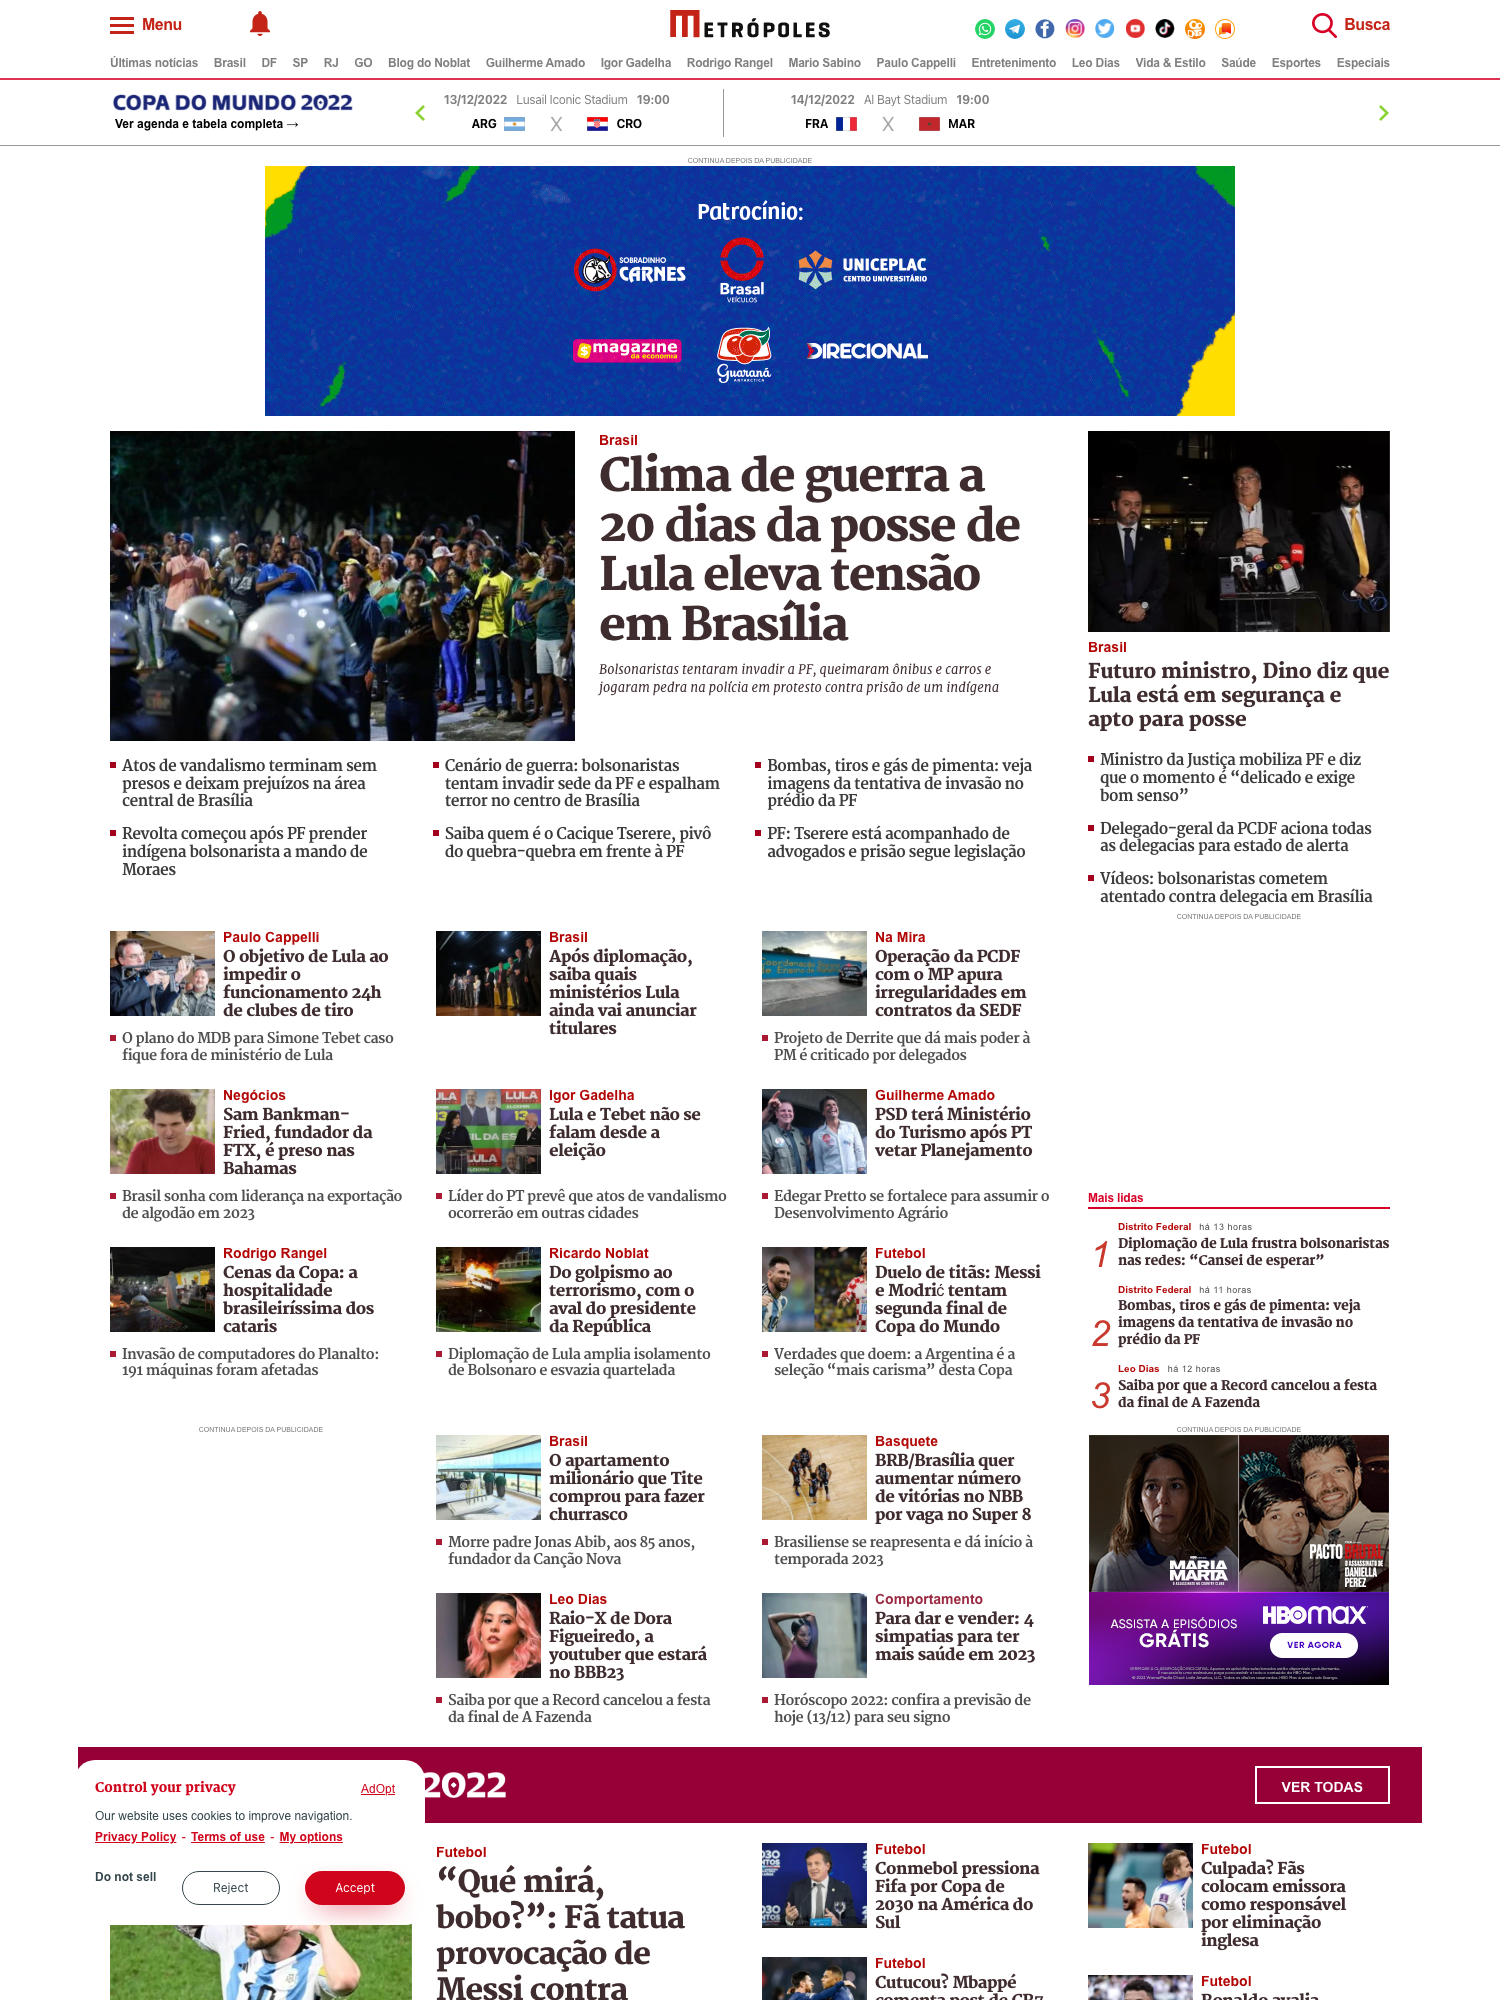 Menu
METRÓPOLES
Busca
Últimas notícias Brasil DF SP RJ GO Blog do Noblat Guilherme Amado Igor Gadelha Rodrigo Rangel Mario Sabino Paulo Cappelli Entretenimento Leo Dias Vida & Estilo Saúde Esportes Especiais
COPA DO MUNDO 2022
Ver agenda e tabela completa →
13/12/2022 Lusail Iconic Stadium 19:00
ARG X CRO
14/12/2022 Al Bayt Stadium 19:00
FRA X MAR
CONTINUA DEPOIS DA PUBLICIDADE
Patrocínio:
SOBRADINHO
CARNES
Brasal
VEÍCULOS
UNICEPLAC
CENTRO UNIVERSITÁRIO
$ magazine
da economia
Guaraná
ANTARCTICA
DIRECIONAL
Brasil
Clima de guerra a
20 dias da posse de
Lula eleva tensão
em Brasília
Bolsonaristas tentaram invadir a PF, queimaram ônibus e carros e
jogaram pedra na polícia em protesto contra prisão de um indígena
Atos de vandalismo terminam sem
presos e deixam prejuízos na área
central de Brasília
Revolta começou após PF prender
indígena bolsonarista a mando de
Moraes
Cenário de guerra: bolsonaristas
tentam invadir sede da PF e espalham
terror no centro de Brasília
Saiba quem é o Cacique Tserere, pivô
do quebra-quebra em frente à PF
Bombas, tiros e gás de pimenta: veja
imagens da tentativa de invasão no
prédio da PF
PF: Tserere está acompanhado de
advogados e prisão segue legislação
Brasil
Futuro ministro, Dino diz que
Lula está em segurança e
apto para posse
Ministro da Justiça mobiliza PF e diz
que o momento é “delicado e exige
bom senso”
Delegado-geral da PCDF aciona todas
as delegacias para estado de alerta
Vídeos: bolsonaristas cometem
atentado contra delegacia em Brasília
CONTINUA DEPOIS DA PUBLICIDADE
Paulo Cappelli
O objetivo de Lula ao
impedir o
funcionamento 24h
de clubes de tiro
O plano do MDB para Simone Tebet caso
fique fora de ministério de Lula
Brasil
Após diplomação,
saiba quais
ministérios Lula
ainda vai anunciar
titulares
Na Mira
Operação da PCDF
com o MP apura
irregularidades em
contratos da SEDF
Projeto de Derrite que dá mais poder à
PM é criticado por delegados
Negócios
Sam Bankman-
Fried, fundador da
FTX, é preso nas
Bahamas
Brasil sonha com liderança na exportação
de algodão em 2023
Igor Gadelha
Lula e Tebet não se
falam desde a
eleição
Líder do PT prevê que atos de vandalismo
ocorrerão em outras cidades
Guilherme Amado
PSD terá Ministério
do Turismo após PT
vetar Planejamento
Edegar Pretto se fortalece para assumir o
Desenvolvimento Agrário
Rodrigo Rangel
Cenas da Copa: a
hospitalidade
brasileiríssima dos
cataris
Invasão de computadores do Planalto:
191 máquinas foram afetadas
Ricardo Noblat
Do golpismo ao
terrorismo, com o
aval do presidente
da República
Diplomação de Lula amplia isolamento
de Bolsonaro e esvazia quartelada
Futebol
Duelo de titãs: Messi
e Modrić tentam
segunda final de
Copa do Mundo
Verdades que doem: a Argentina é a
seleção “mais carisma” desta Copa
Mais lidas
Distrito Federal há 13 horas
1 Diplomação de Lula frustra bolsonaristas
nas redes: “Cansei de esperar”
Distrito Federal há 11 horas
2 Bombas, tiros e gás de pimenta: veja
imagens da tentativa de invasão no
prédio da PF
Leo Dias há 12 horas
3 Saiba por que a Record cancelou a festa
da final de A Fazenda
CONTINUA DEPOIS DA PUBLICIDADE
CONTINUA DEPOIS DA PUBLICIDADE
Brasil
O apartamento
milionário que Tite
comprou para fazer
churrasco
Morre padre Jonas Abib, aos 85 anos,
fundador da Canção Nova
Basquete
BRB/Brasília quer
aumentar número
de vitórias no NBB
por vaga no Super 8
Brasiliense se reapresenta e dá início à
temporada 2023
Leo Dias
Raio-X de Dora
Figueiredo, a
youtuber que estará
no BBB23
Saiba por que a Record cancelou a festa
da final de A Fazenda
Comportamento
Para dar e vender: 4
simpatias para ter
mais saúde em 2023
Horóscopo 2022: confira a previsão de
hoje (13/12) para seu signo
HAPPY NEW YEAR
MARIA
MARTA
PACTO BRUTAL
O ASSASSINATO DE
DANIELLA
PEREZ
ASSISTA A EPISÓDIOS
GRÁTIS
HBOmax
VER AGORA
2022
VER TODAS
Control your privacy
AdOpt
Our website uses cookies to improve navigation.
Privacy Policy - Terms of use - My options
Do not sell
Reject
Accept
Futebol
“Qué mirá,
bobo?”: Fã tatua
provocação de
Messi contra
Futebol
Conmebol pressiona
Fifa por Copa de
2030 na América do
Sul
Futebol
Cutucou? Mbappé
comenta post de CR7
Futebol
Culpada? Fãs
colocam emissora
como responsável
por eliminação
inglesa
Futebol
Ronaldo avalia